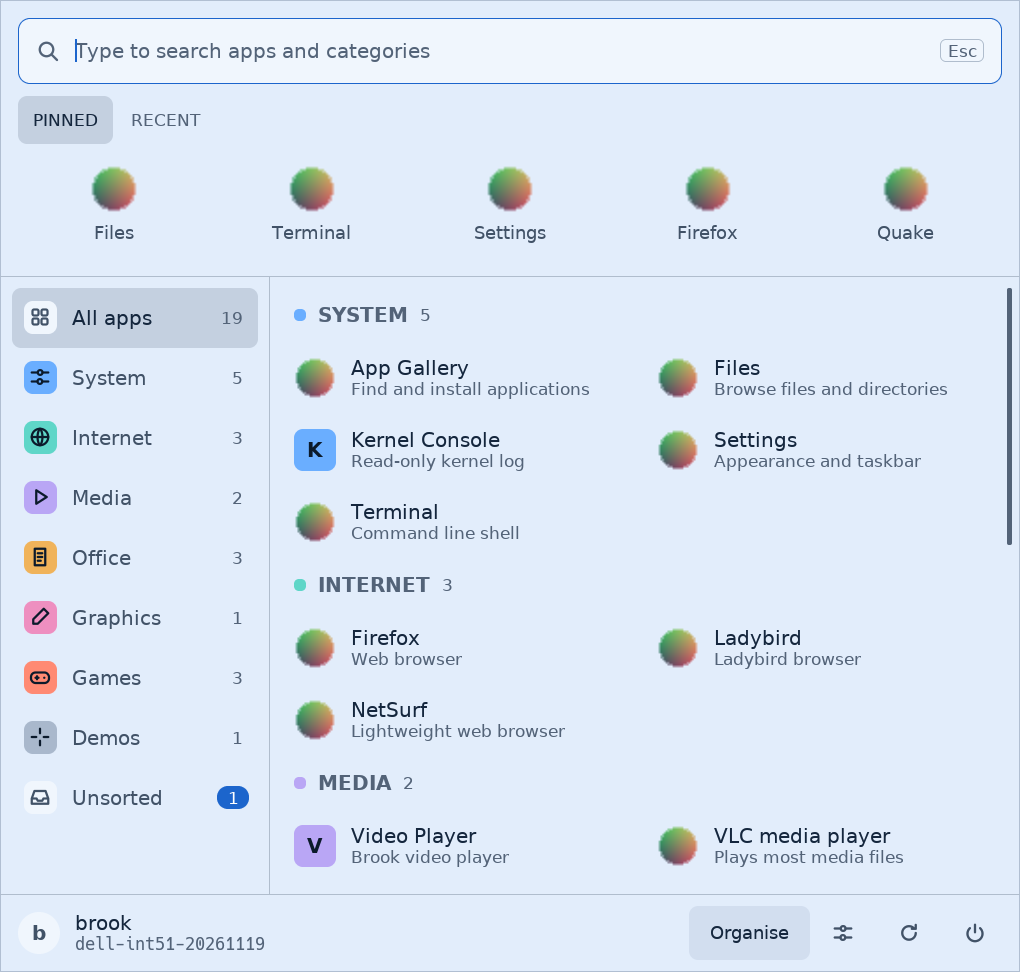 Type to search apps and categories
Esc
PINNED
RECENT
Files
Terminal
Settings
Firefox
Quake
All apps
19
System
5
Internet
3
Media
2
Office
3
Graphics
1
Games
3
Demos
1
Unsorted
1
SYSTEM 5
App Gallery
Find and install applications
Files
Browse files and directories
K
Kernel Console
Read-only kernel log
Settings
Appearance and taskbar
Terminal
Command line shell
INTERNET 3
Firefox
Web browser
Ladybird
Ladybird browser
NetSurf
Lightweight web browser
MEDIA 2
V
Video Player
Brook video player
VLC media player
Plays most media files
b
brook
dell-int51-20261119
Organise